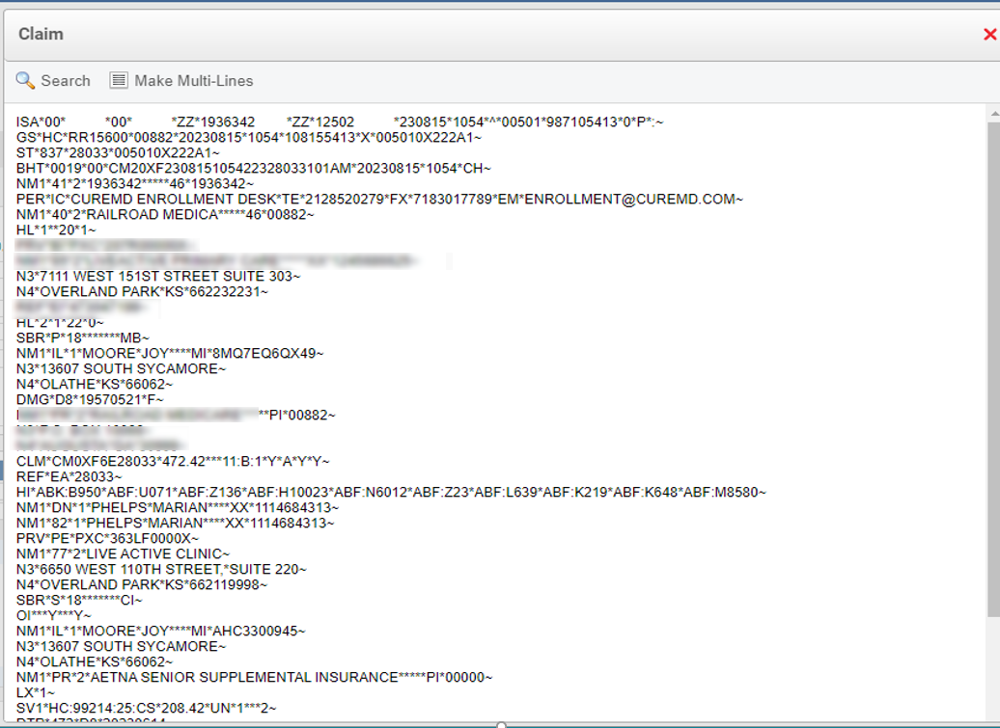 Claim
Search Make Multi-Lines
ISA*00* *00* *ZZ*1936342 *ZZ*12502 *230815*1054*^*00501*987105413*0*P*:~
GS*HC*RR15600*00882*20230815*1054*108155413*X*005010X222A1~
ST*837*28033*005010X222A1~
BHT*0019*00*CM20XF230815105422328033101AM*20230815*1054*CH~
NM1*41*2*1936342*****46*1936342~
PER*IC*CUREMD ENROLLMENT DESK*TE*2128520279*FX*7183017789*EM*ENROLLMENT@CUREMD.COM~
NM1*40*2*RAILROAD MEDICA*****46*00882~
HL*1**20*1~
N3*7111 WEST 151ST STREET SUITE 303~
N4*OVERLAND PARK*KS*662232231~
HL*2*1*22*0~
SBR*P*18*******MB~
NM1*IL*1*MOORE*JOY****MI*8MQ7EQ6QX49~
N3*13607 SOUTH SYCAMORE~
N4*OLATHE*KS*66062~
DMG*D8*19570521*F~
**PI*00882~
CLM*CM0XF6E28033*472.42***11:B:1*Y*A*Y*Y~
REF*EA*28033~
HI*ABK:B950*ABF:U071*ABF:Z136*ABF:H10023*ABF:N6012*ABF:Z23*ABF:L639*ABF:K219*ABF:K648*ABF:M8580~
NM1*DN*1*PHELPS*MARIAN****XX*1114684313~
NM1*82*1*PHELPS*MARIAN****XX*1114684313~
PRV*PE*PXC*363LF0000X~
NM1*77*2*LIVE ACTIVE CLINIC~
N3*6650 WEST 110TH STREET,*SUITE 220~
N4*OVERLAND PARK*KS*662119998~
SBR*S*18*******CI~
OI***Y***Y~
NM1*IL*1*MOORE*JOY****MI*AHC3300945~
N3*13607 SOUTH SYCAMORE~
N4*OLATHE*KS*66062~
NM1*PR*2*AETNA SENIOR SUPPLEMENTAL INSURANCE*****PI*00000~
LX*1~
SV1*HC:99214:25:CS*208.42*UN*1***2~